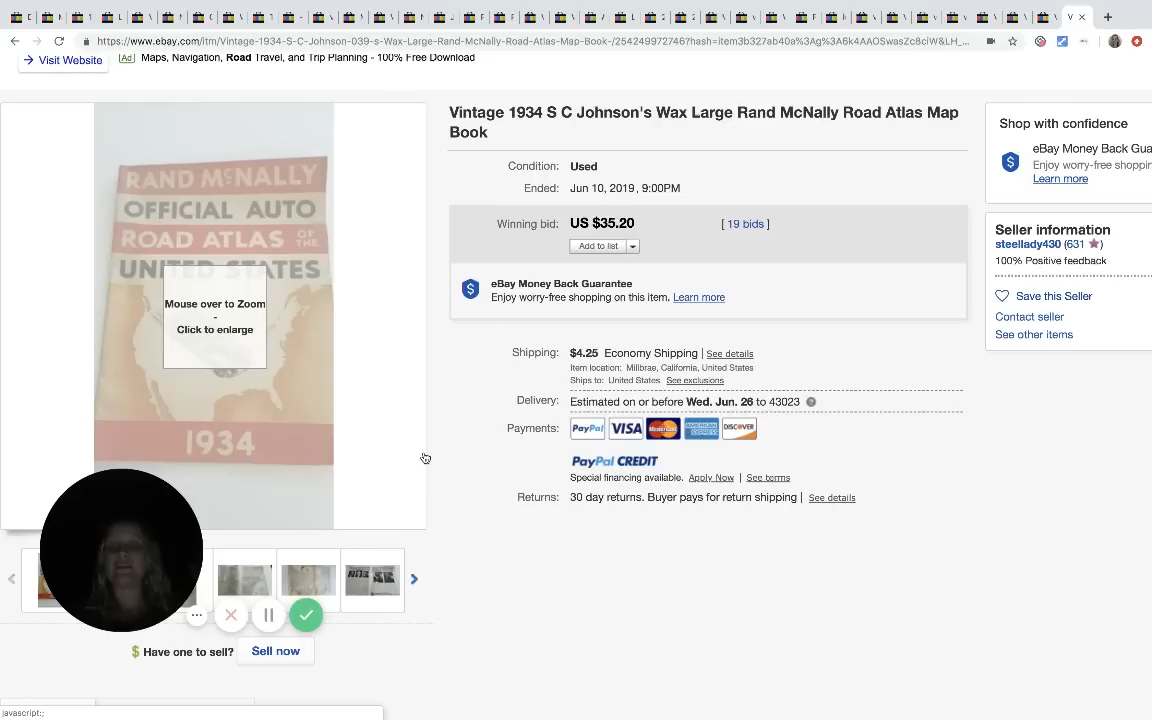 https://www.ebay.com/itm/Vintage-1934-S-C-Johnson-039-s-Wax-Large-Rand-McNally-Road-Atlas-Map-Book-/254249972746?hash=item3b327ab40a%3Ag%3A6k4AAOSwasZc8ciW&LH_...
→ Visit Website
Ad Maps, Navigation, Road Travel, and Trip Planning - 100% Free Download
RAND McNALLY
OFFICIAL AUTO
ROAD ATLAS OF THE
UNITED STATES
Mouse over to Zoom
-
Click to enlarge
1934
Have one to sell? Sell now
javascript:;
Vintage 1934 S C Johnson's Wax Large Rand McNally Road Atlas Map
Book
Condition: Used
Ended: Jun 10, 2019 , 9:00PM
Winning bid: US $35.20 [ 19 bids ]
Add to list
eBay Money Back Guarantee
Enjoy worry-free shopping on this item. Learn more
Shipping: $4.25 Economy Shipping | See details
Item location: Millbrae, California, United States
Ships to: United States See exclusions
Delivery: Estimated on or before Wed. Jun. 26 to 43023
Payments: PayPal VISA MasterCard AMERICAN EXPRESS DISCOVER
PayPal CREDIT
Special financing available. Apply Now | See terms
Returns: 30 day returns. Buyer pays for return shipping | See details
Shop with confidence
eBay Money Back Gua
Enjoy worry-free shoppin
Learn more
Seller information
steellady430 (631 ★)
100% Positive feedback
Save this Seller
Contact seller
See other items